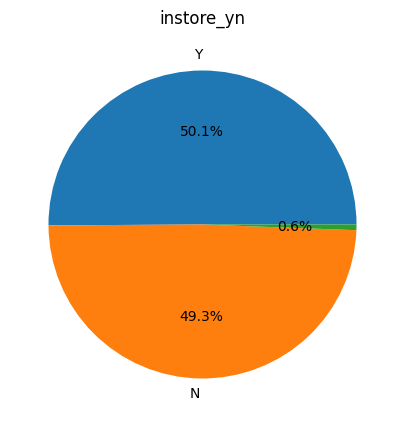 instore_yn
Y
50.1%
0.6%
49.3%
N